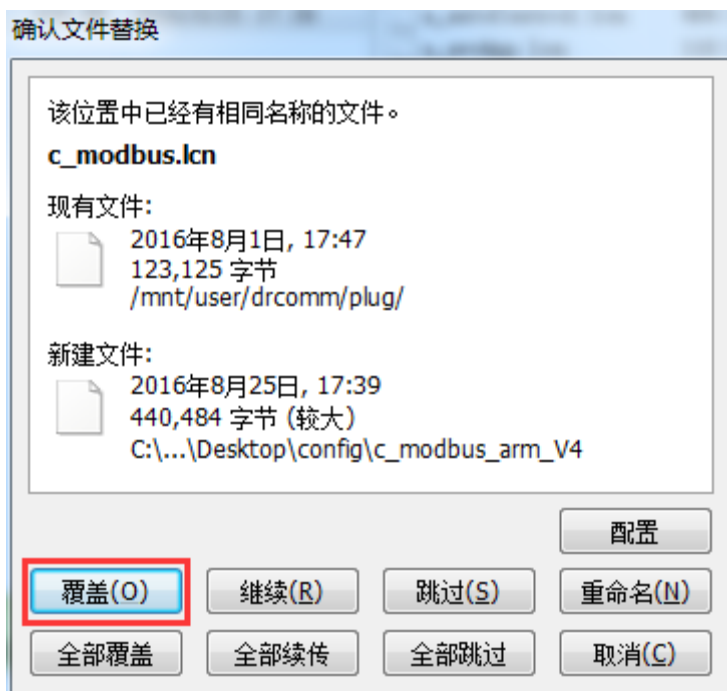 确认文件替换
该位置中已经有相同名称的文件。
c_modbus.lcn
现有文件:
2016年8月1日, 17:47
123,125 字节
/mnt/user/drcomm/plug/
新建文件:
2016年8月25日, 17:39
440,484 字节 (较大)
C:\...\Desktop\config\c_modbus_arm_V4
配置
覆盖(O) 继续(R) 跳过(S) 重命名(N)
全部覆盖 全部续传 全部跳过 取消(C)